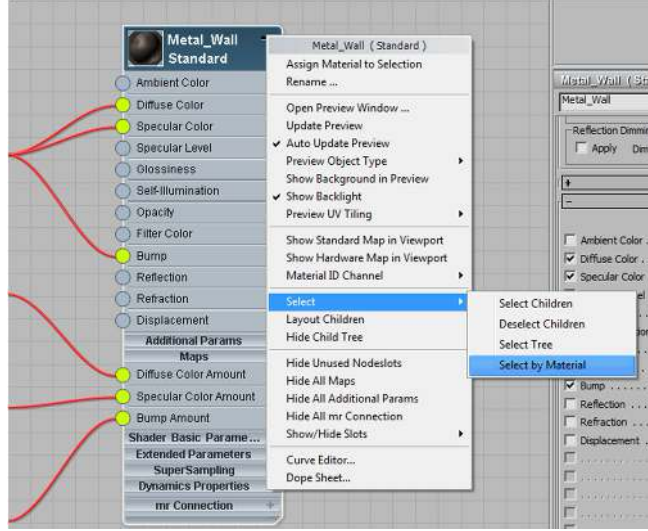 Metal_Wall
Standard
Ambient Color
Diffuse Color
Specular Color
Specular Level
Glossiness
Self-Illumination
Opacity
Filter Color
Bump
Reflection
Refraction
Displacement
Additional Params
Maps
Diffuse Color Amount
Specular Color Amount
Bump Amount
Shader Basic Parame...
Extended Parameters
SuperSampling
Dynamics Properties
mr Connection
Metal_Wall ( Standard )
Assign Material to Selection
Rename ...
Open Preview Window ...
Update Preview
Auto Update Preview
Preview Object Type
Show Background in Preview
Show Backlight
Preview UV Tiling
Show Standard Map in Viewport
Show Hardware Map in Viewport
Material ID Channel
Select
Layout Children
Hide Child Tree
Hide Unused Nodeslots
Hide All Maps
Hide All Additional Params
Hide All mr Connection
Show/Hide Slots
Curve Editor...
Dope Sheet...
Select Children
Deselect Children
Select Tree
Select by Material
Metal_Wall
Metal_Wall
Reflection Dimmin
Apply Dim
Ambient Color .
Diffuse Color . .
Specular Color
Bump . . . . . .
Reflection . . .
Refraction . . .
Displacement .